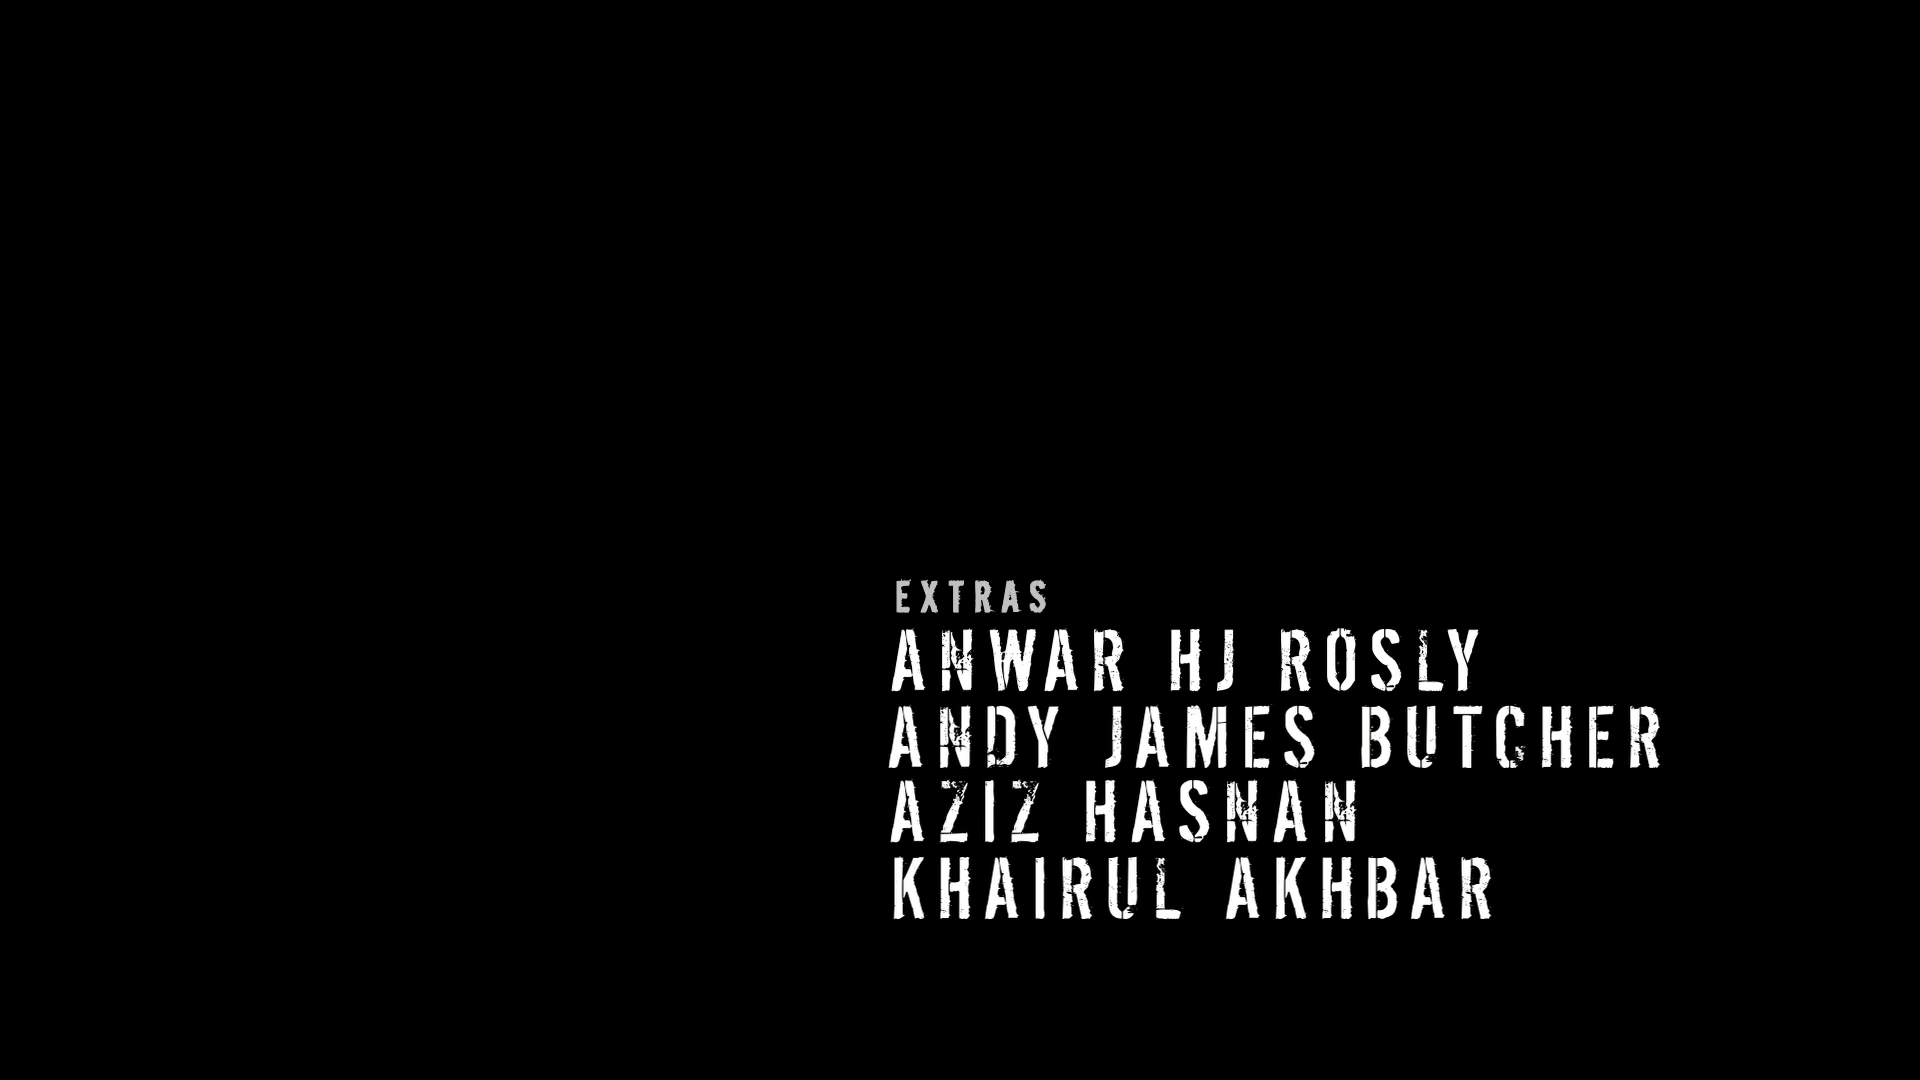 EXTRAS
ANWAR HJ ROSLY
ANDY JAMES BUTCHER
AZIZ HASNAN
KHAIRUL AKHBAR